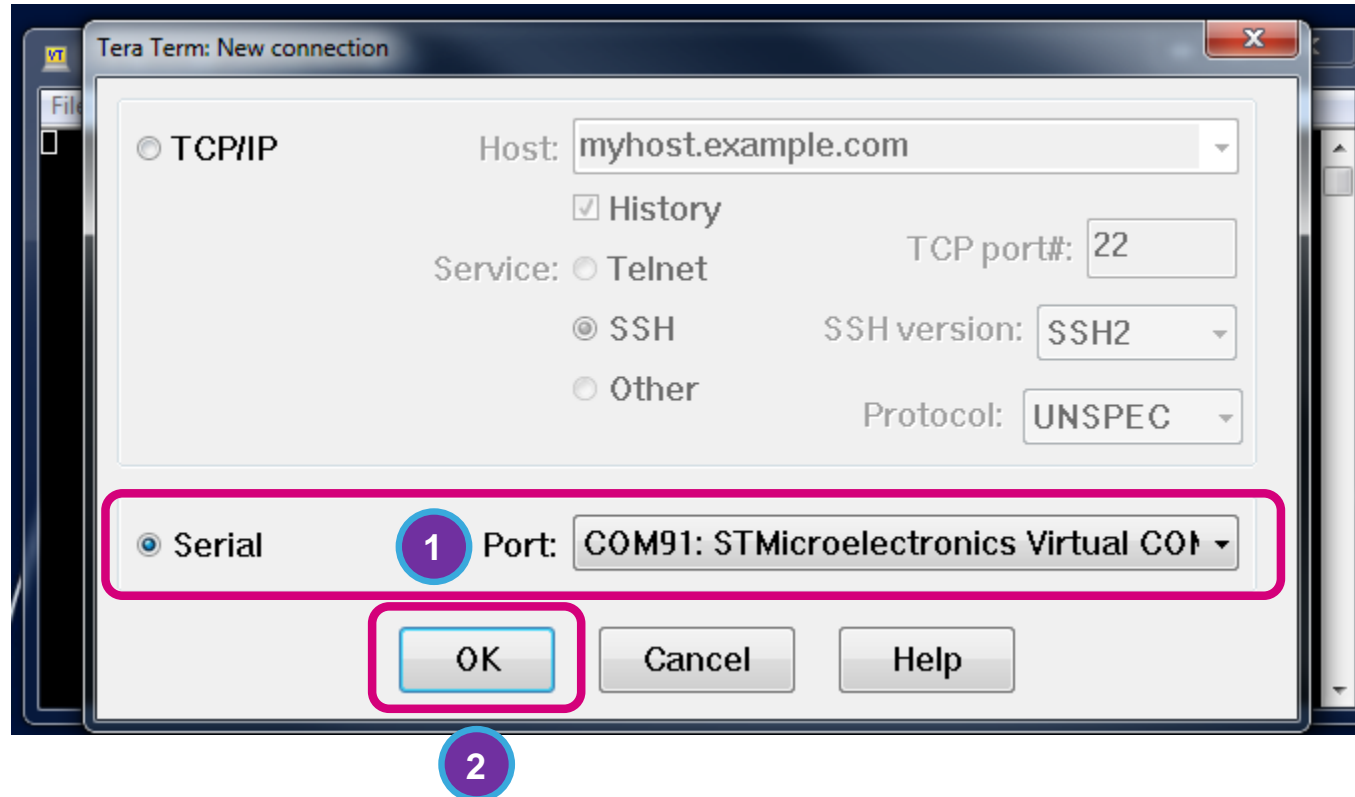 Tera Term: New connection
File
TCP/IP
Host: myhost.example.com
History
Service: Telnet
TCP port#: 22
SSH
SSH version: SSH2
Other
Protocol: UNSPEC
Serial
1
Port: COM91: STMicroelectronics Virtual COM
OK
Cancel
Help
2